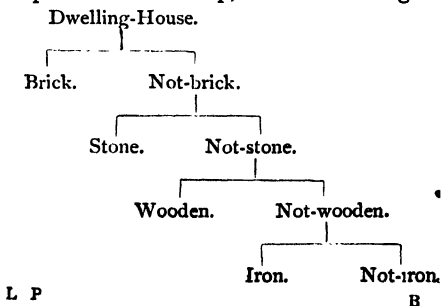 Dwelling-House.
Brick. Not-brick.
Stone. Not-stone.
Wooden. Not-wooden.
Iron. Not-iron.
L P B